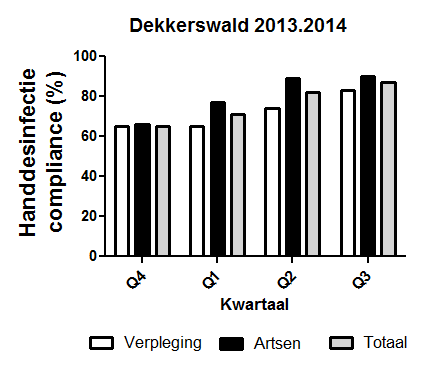 Dekkerswald 2013.2014
Handdesinfectie
compliance (%)
100
80
60
40
20
0
Q4 Q1 Q2 Q3
Kwartaal
Verpleging Artsen Totaal